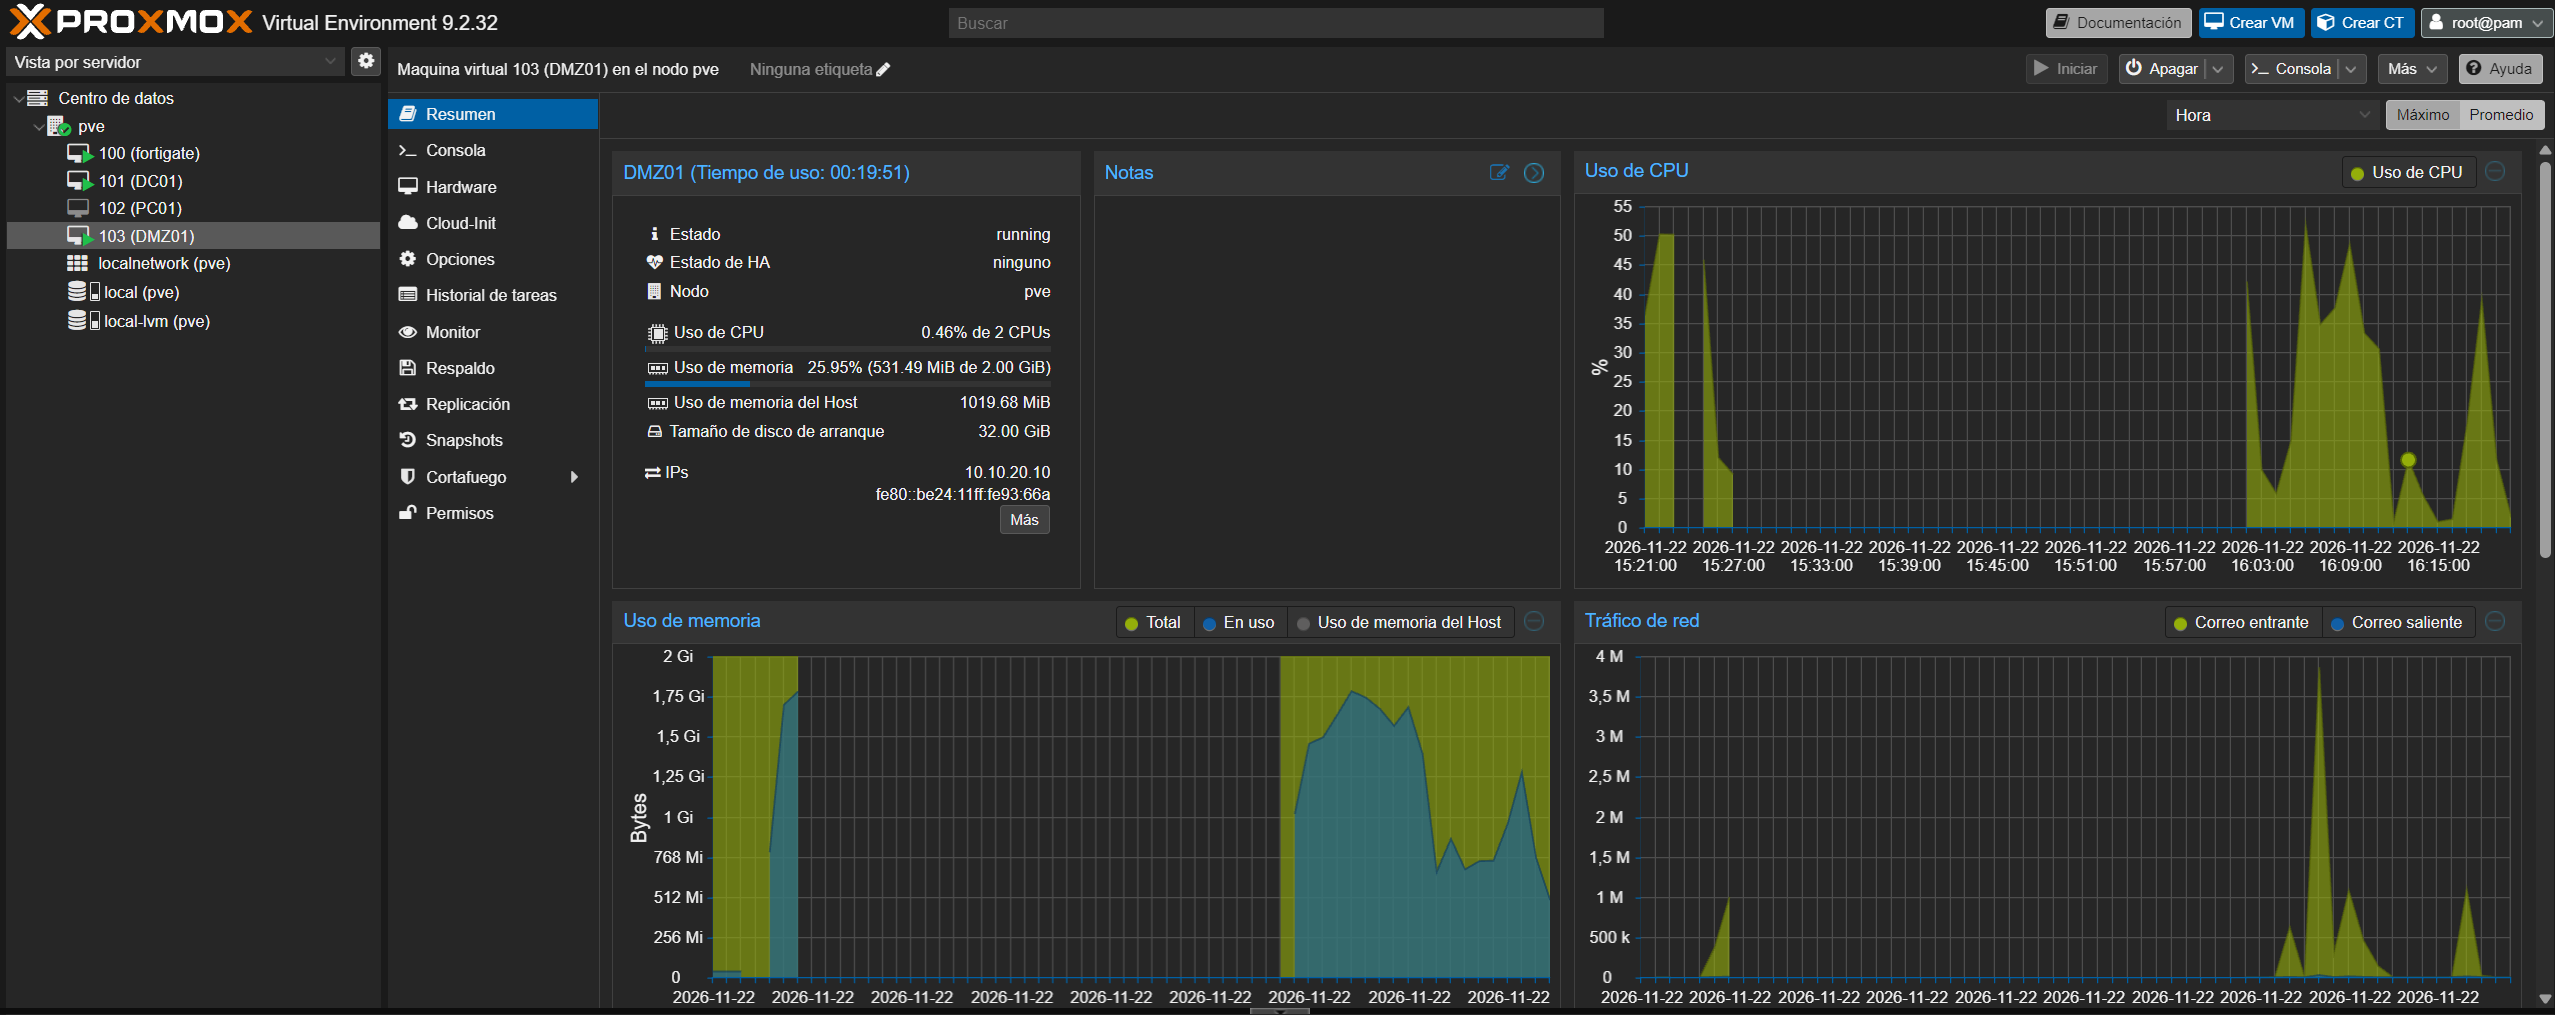 PROXMOX Virtual Environment 9.2.32
Buscar
Documentación
Crear VM
Crear CT
root@pam
Vista por servidor
Centro de datos
pve
100 (fortigate)
101 (DC01)
102 (PC01)
103 (DMZ01)
localnetwork (pve)
local (pve)
local-lvm (pve)
Maquina virtual 103 (DMZ01) en el nodo pve
Ninguna etiqueta
Iniciar
Apagar
Consola
Más
Ayuda
Resumen
Consola
Hardware
Cloud-Init
Opciones
Historial de tareas
Monitor
Respaldo
Replicación
Snapshots
Cortafuego
Permisos
Hora
Máximo
Promedio
DMZ01 (Tiempo de uso: 00:19:51)
Estado running
Estado de HA ninguno
Nodo pve
Uso de CPU 0.46% de 2 CPUs
Uso de memoria 25.95% (531.49 MiB de 2.00 GiB)
Uso de memoria del Host 1019.68 MiB
Tamaño de disco de arranque 32.00 GiB
IPs 10.10.20.10
fe80::be24:11ff:fe93:66a
Más
Notas
Uso de CPU
Uso de CPU
55
50
45
40
35
30
25
20
15
10
5
0
%
2026-11-22 2026-11-22 2026-11-22 2026-11-22 2026-11-22 2026-11-22 2026-11-22 2026-11-22 2026-11-22 2026-11-22
15:21:00 15:27:00 15:33:00 15:39:00 15:45:00 15:51:00 15:57:00 16:03:00 16:09:00 16:15:00
Uso de memoria
Total
En uso
Uso de memoria del Host
2 Gi
1,75 Gi
1,5 Gi
1,25 Gi
1 Gi
768 Mi
512 Mi
256 Mi
0
Bytes
2026-11-22 2026-11-22 2026-11-22 2026-11-22 2026-11-22 2026-11-22 2026-11-22 2026-11-22 2026-11-22
Tráfico de red
Correo entrante
Correo saliente
4 M
3,5 M
3 M
2,5 M
2 M
1,5 M
1 M
500 k
0
2026-11-22 2026-11-22 2026-11-22 2026-11-22 2026-11-22 2026-11-22 2026-11-22 2026-11-22 2026-11-22 2026-11-22